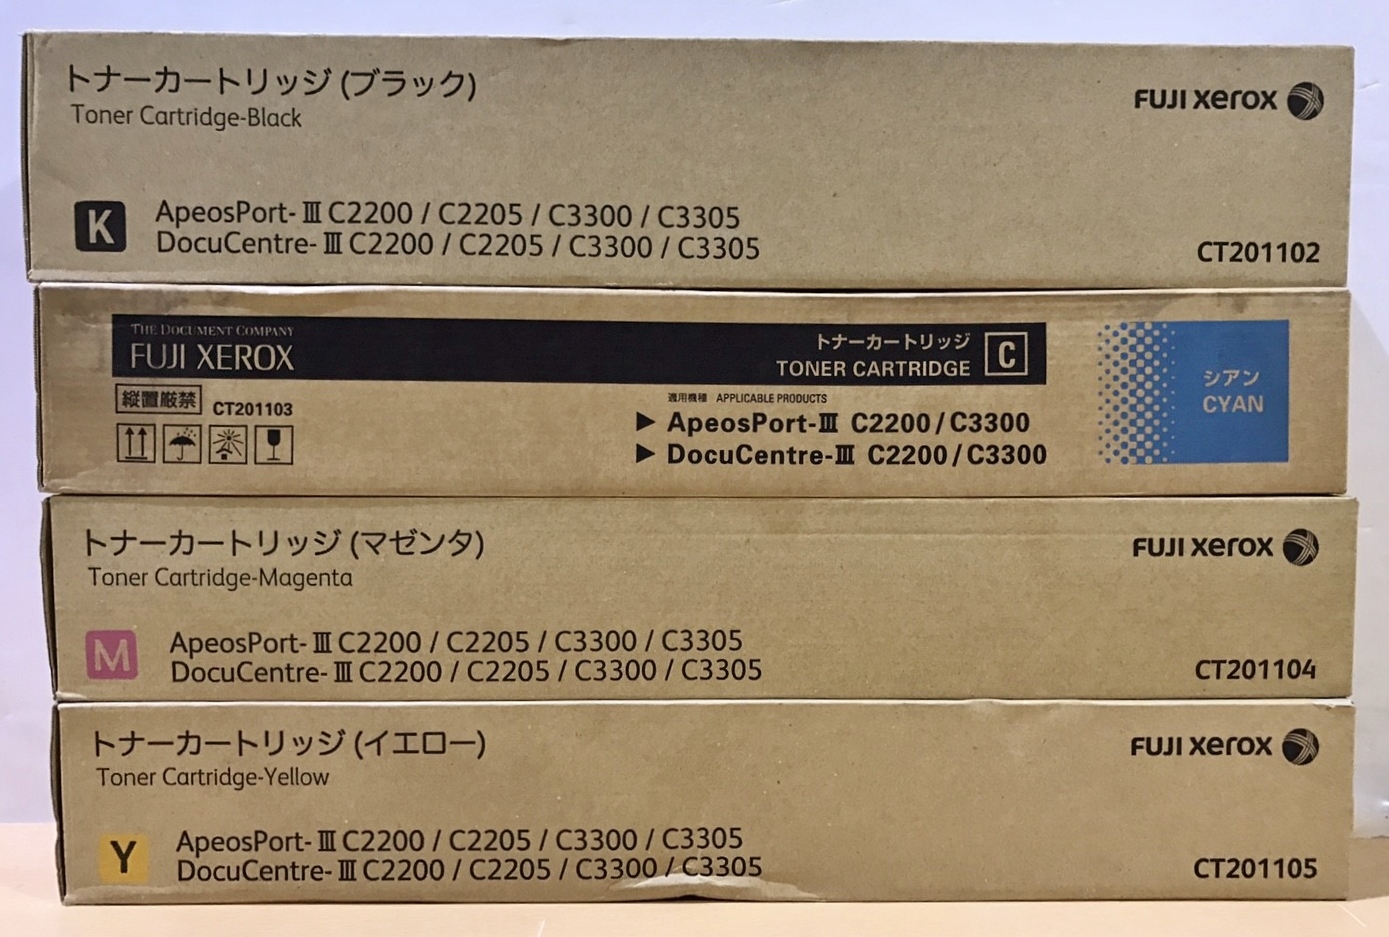 トナーカートリッジ (ブラック)
Toner Cartridge-Black
FUJI xerox
K
ApeosPort-Ⅲ C2200 / C2205 / C3300 / C3305
DocuCentre-Ⅲ C2200 / C2205 / C3300 / C3305
CT201102
THE DOCUMENT COMPANY
FUJI XEROX
トナーカートリッジ
TONER CARTRIDGE
C
シアン
CYAN
縦置厳禁
CT201103
適用機種 APPLICABLE PRODUCTS
▶ ApeosPort-Ⅲ C2200/C3300
▶ DocuCentre-Ⅲ C2200/C3300
トナーカートリッジ (マゼンタ)
Toner Cartridge-Magenta
FUJI xerox
M
ApeosPort-Ⅲ C2200 / C2205 / C3300 / C3305
DocuCentre-Ⅲ C2200 / C2205 / C3300 / C3305
CT201104
トナーカートリッジ (イエロー)
Toner Cartridge-Yellow
FUJI xerox
Y
ApeosPort-Ⅲ C2200 / C2205 / C3300 / C3305
DocuCentre-Ⅲ C2200 / C2205 / C3300 / C3305
CT201105